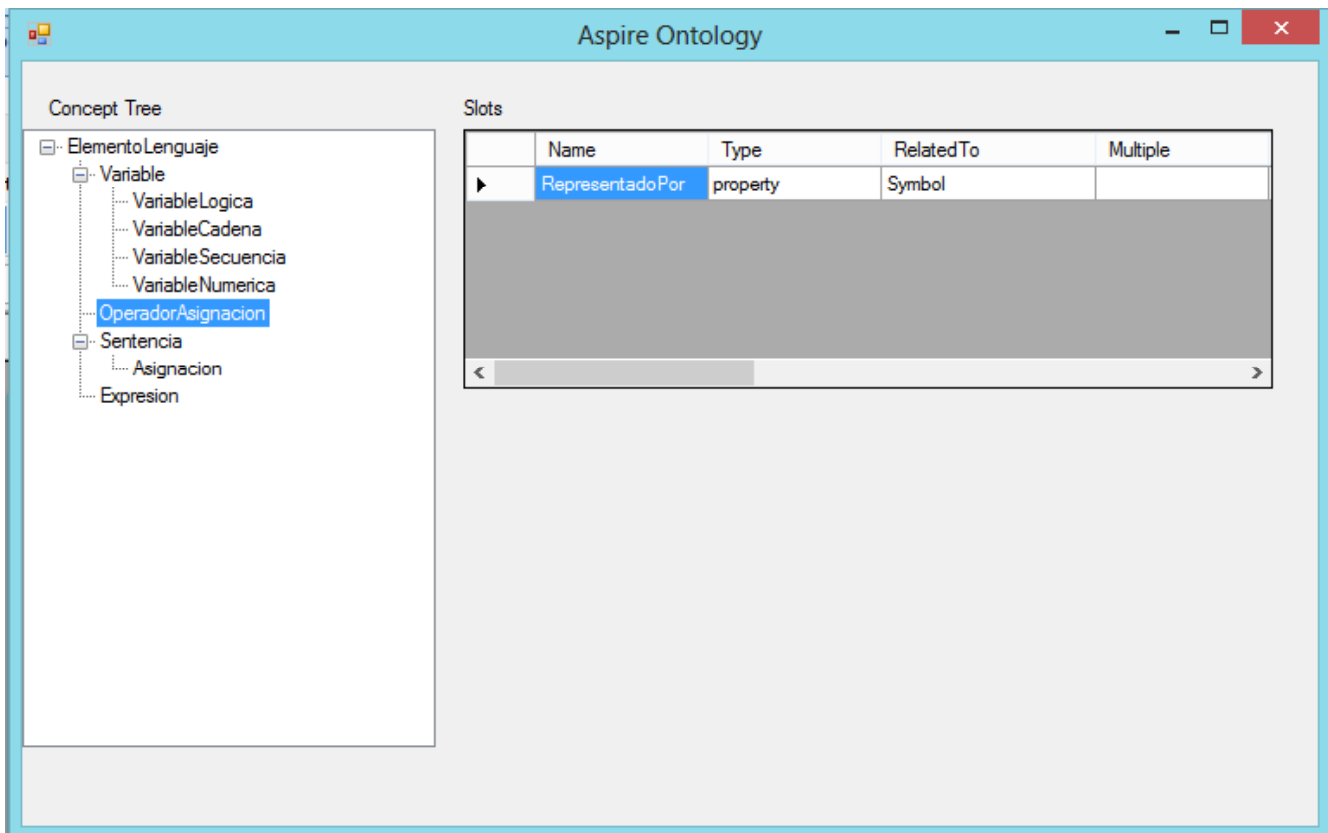 Aspire Ontology
Concept Tree
ElementoLenguaje
Variable
VariableLogica
VariableCadena
VariableSecuencia
VariableNumerica
OperadorAsignacion
Sentencia
Asignacion
Expresion
Slots
Name Type RelatedTo Multiple
RepresentadoPor property Symbol